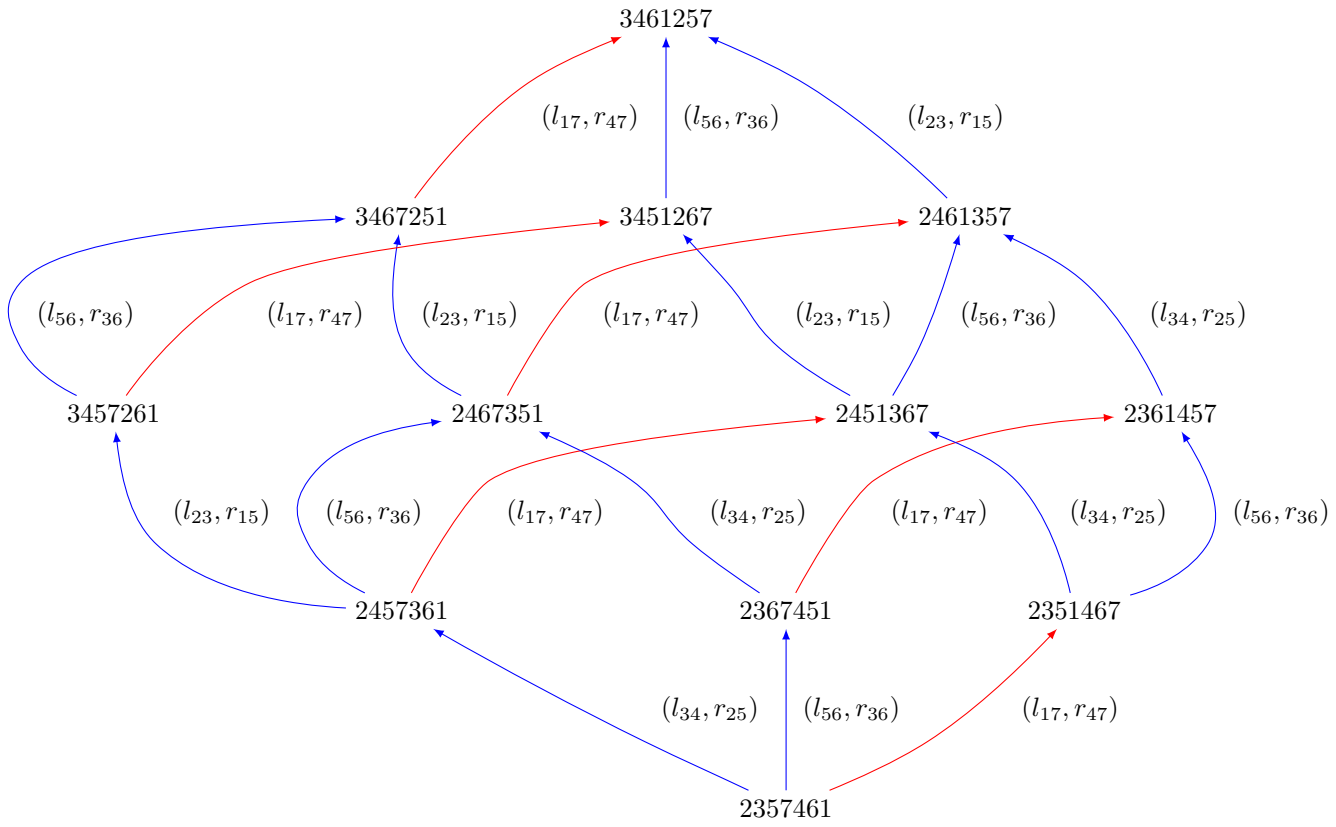 3461257
(l₁₇, r₄₇) (l₅₆, r₃₆) (l₂₃, r₁₅)
3467251 3451267 2461357
(l₅₆, r₃₆) (l₁₇, r₄₇) (l₂₃, r₁₅) (l₁₇, r₄₇) (l₂₃, r₁₅) (l₅₆, r₃₆) (l₃₄, r₂₅)
3457261 2467351 2451367 2361457
(l₂₃, r₁₅) (l₅₆, r₃₆) (l₁₇, r₄₇) (l₃₄, r₂₅) (l₁₇, r₄₇) (l₃₄, r₂₅) (l₅₆, r₃₆)
2457361 2367451 2351467
(l₃₄, r₂₅) (l₅₆, r₃₆) (l₁₇, r₄₇)
2357461